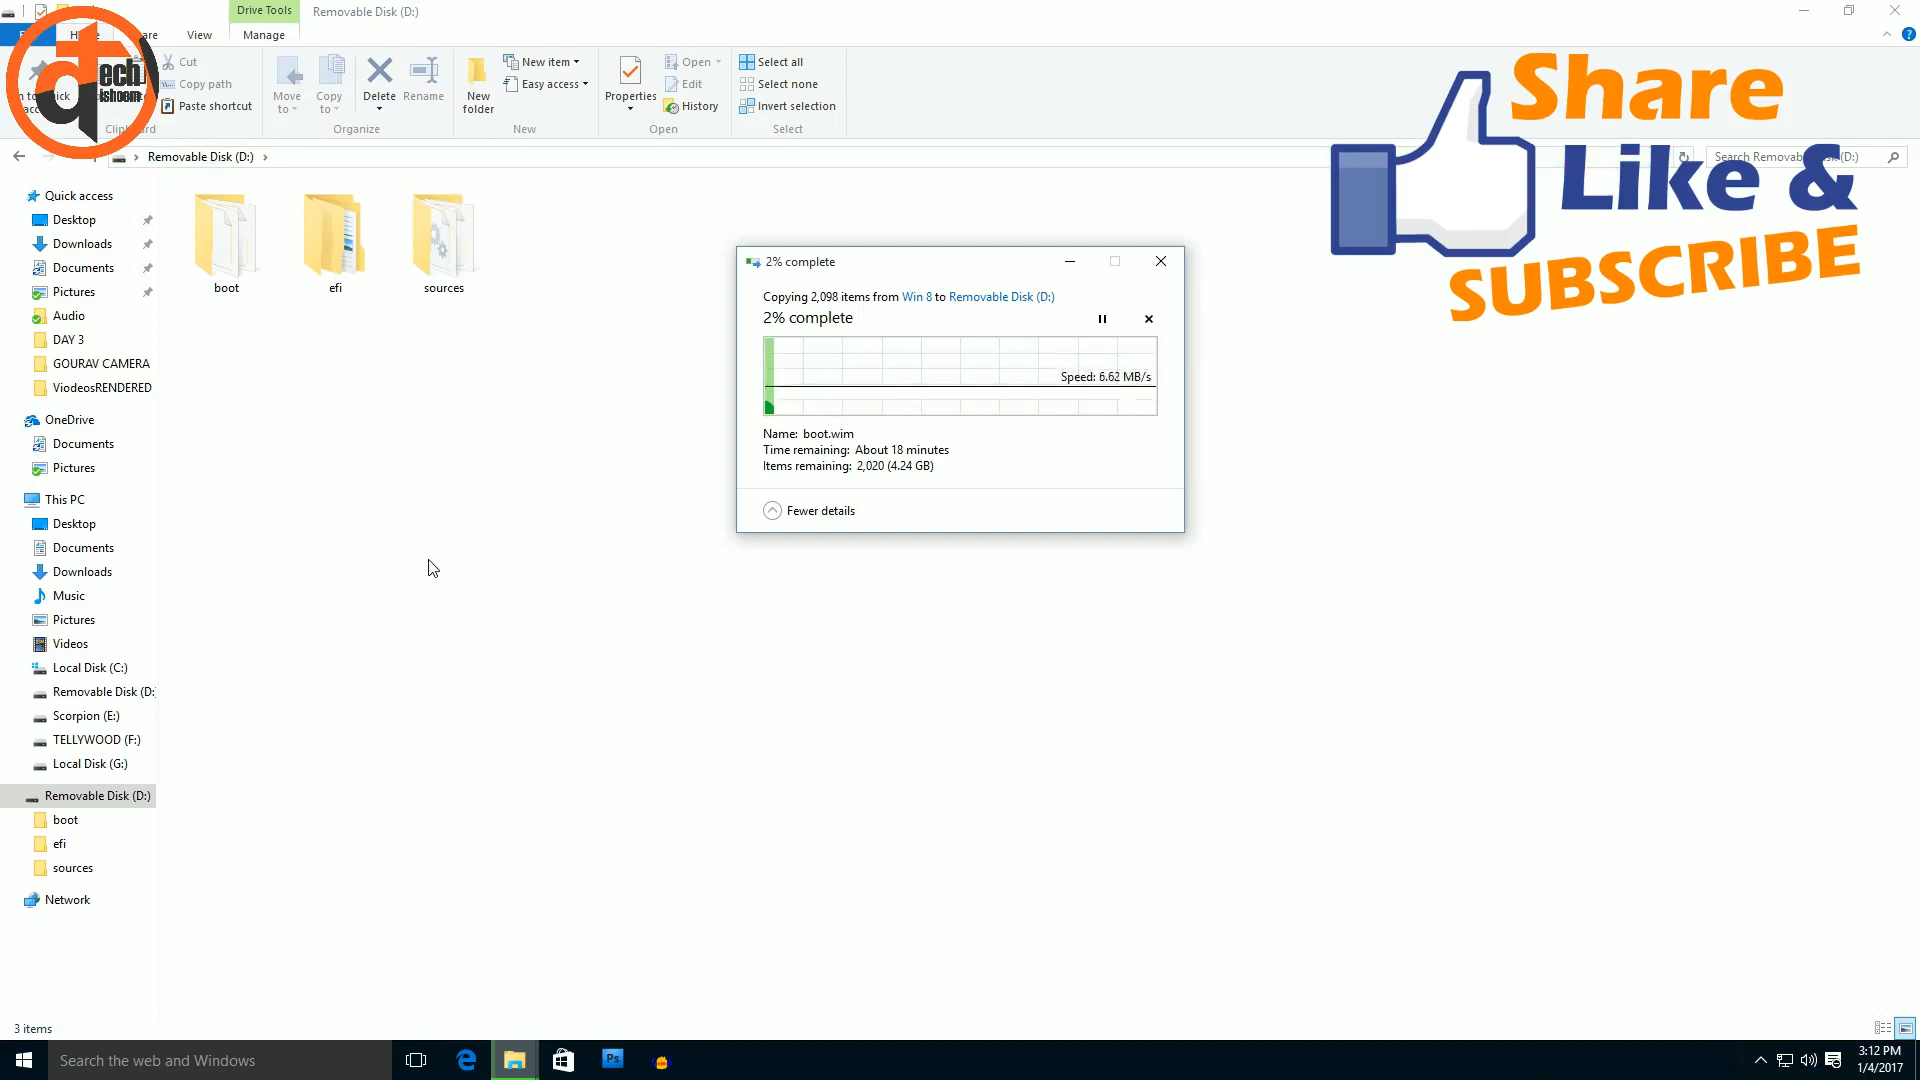 Drive Tools
Removable Disk (D:)
View
Manage
Cut
Copy path
Paste shortcut
Move to
Copy to
Delete
Rename
Organize
New folder
New item
Easy access
New
Properties
Open
Edit
History
Open
Select all
Select none
Invert selection
Select
ech
ishoom
Removable Disk (D:)
Share
Like &
SUBSCRIBE
Quick access
Desktop
Downloads
Documents
Pictures
Audio
DAY 3
GOURAV CAMERA
ViodeosRENDERED
OneDrive
Documents
Pictures
This PC
Desktop
Documents
Downloads
Music
Pictures
Videos
Local Disk (C:)
Removable Disk (D:
Scorpion (E:)
TELLYWOOD (F:)
Local Disk (G:)
Removable Disk (D:)
boot
efi
sources
Network
boot
efi
sources
2% complete
Copying 2,098 items from Win 8 to Removable Disk (D:)
2% complete
Speed: 6.62 MB/s
Name: boot.wim
Time remaining: About 18 minutes
Items remaining: 2,020 (4.24 GB)
Fewer details
3 items
Search the web and Windows
Ps
3:12 PM
1/4/2017